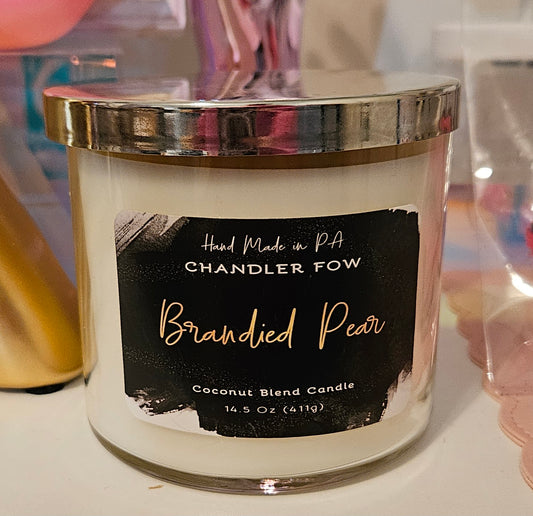 Hand Made in PA
CHANDLER FOW
Brandied Pear
Coconut Blend Candle
14.5 Oz (411g)